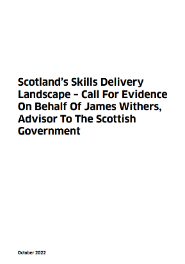 Scotland's Skills Delivery
Landscape – Call For Evidence
On Behalf Of James Withers,
Advisor To The Scottish
Government
October 2022